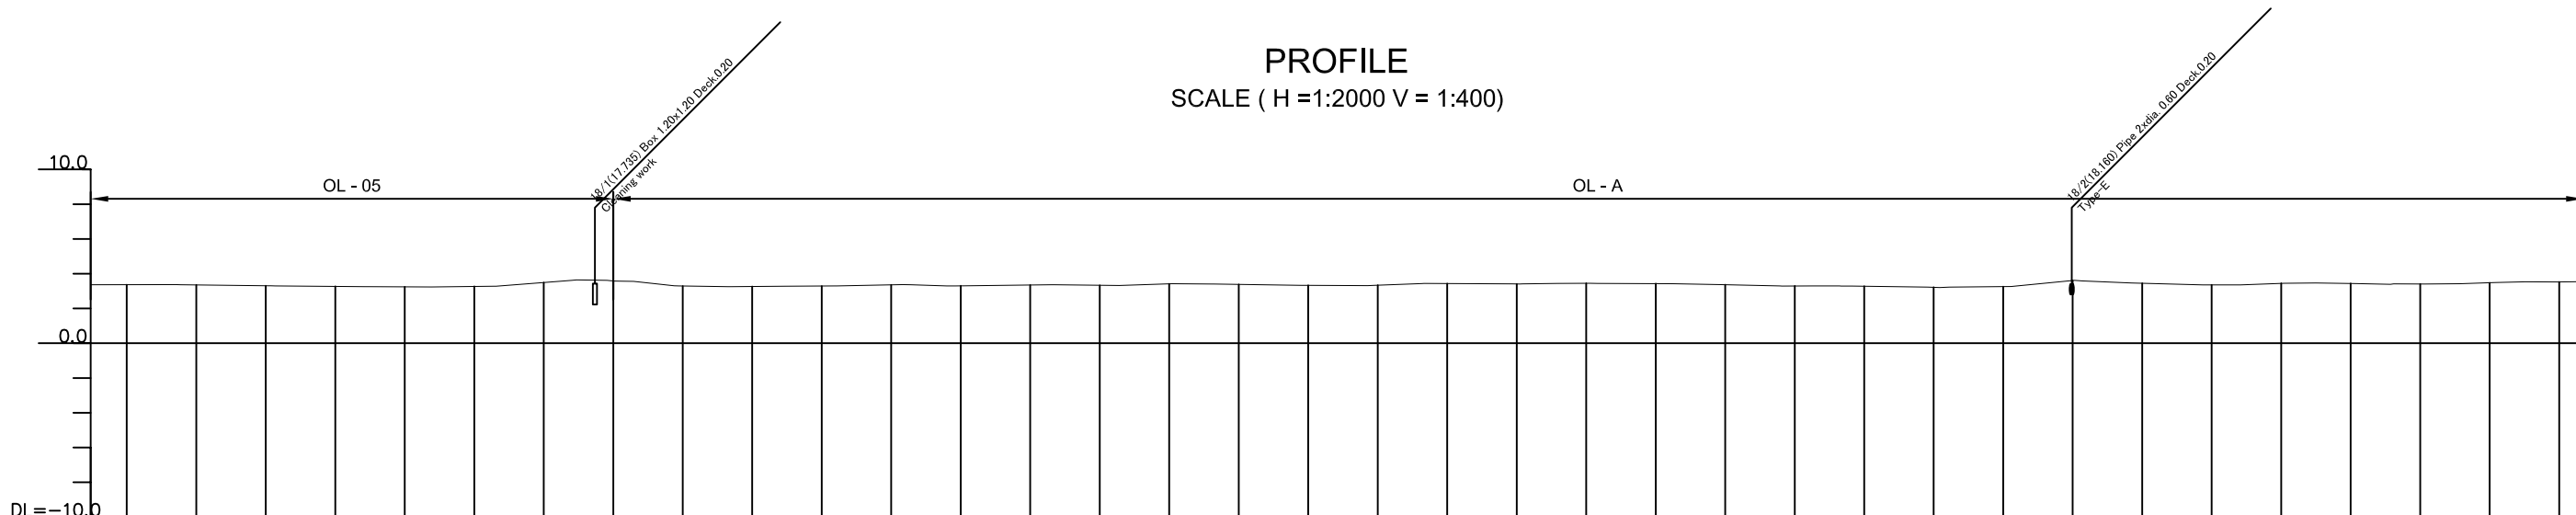 PROFILE
SCALE ( H =1:2000 V = 1:400)
18/1(17.735) Box 1.20x1.20 Deck.0.20
Cleaning work
18/2(18.160) Pipe 2xdia. 0.60 Deck.0.20
Type-E
10.0
OL - 05
OL - A
0.0
DL=-10.0